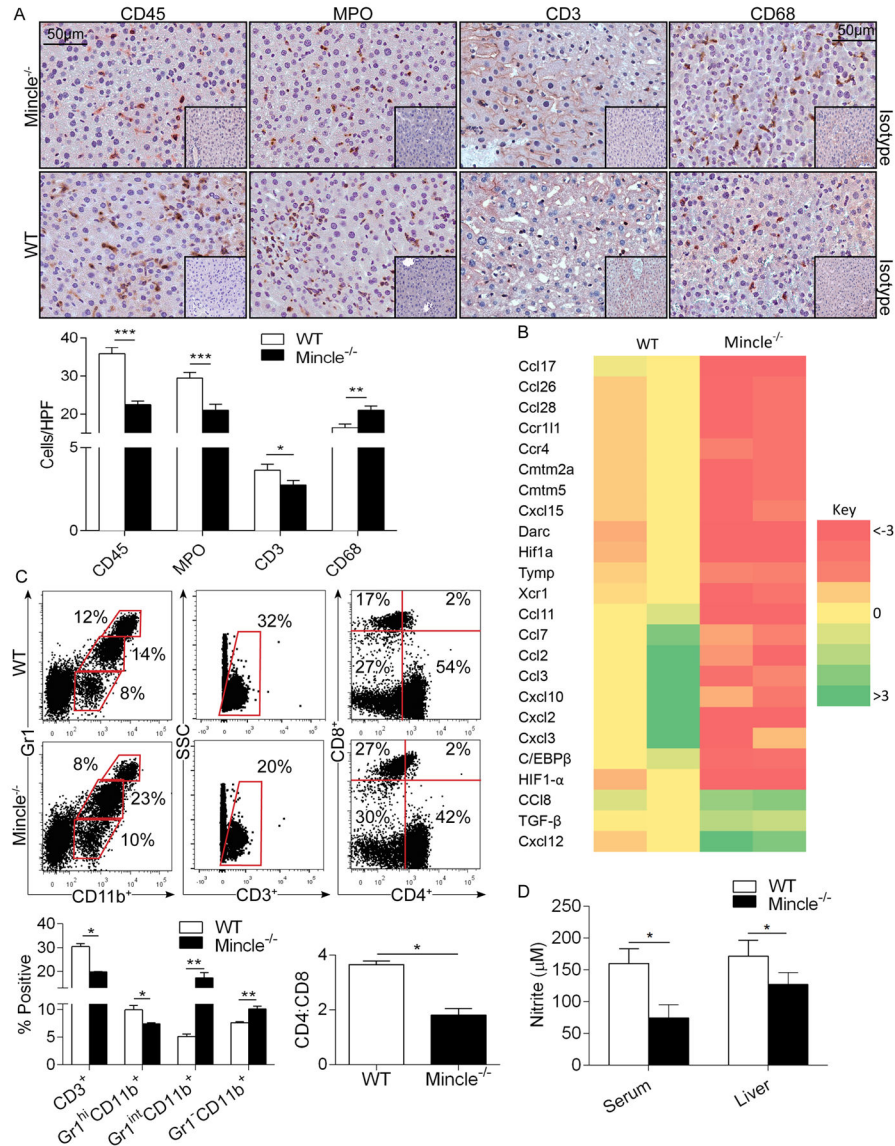 A
CD45 MPO CD3 CD68
50μm 50μm
Mincle-/- Isotype
WT Isotype
WT
Mincle-/-
Cells/HPF
40
30
20
5
0
*** *** * **
CD45 MPO CD3 CD68
B
WT Mincle-/-
Ccl17
Ccl26
Ccl28
Ccr1l1
Ccr4
Cmtm2a
Cmtm5
Cxcl15
Darc
Hif1a
Tymp
Xcr1
Ccl11
Ccl7
Ccl2
Ccl3
Cxcl10
Cxcl2
Cxcl3
C/EBPβ
HIF1-α
CCl8
TGF-β
Cxcl12
Key
<-3
0
>3
C
WT
12% 14% 8%
32%
17% 2% 27% 54%
Gr1 SSC CD8+
Mincle-/-
8% 23% 10%
20%
27% 2% 30% 42%
CD11b+ CD3+ CD4+
WT
Mincle-/-
% Positive
40
30
20
10
5
0
* * ** **
CD3+ Gr1hiCD11b+ Gr1intCD11b+ Gr1-CD11b+
CD4:CD8
8
4
0
*
WT Mincle-/-
D
WT
Mincle-/-
Nitrite (μM)
250
200
150
100
50
0
* *
Serum Liver